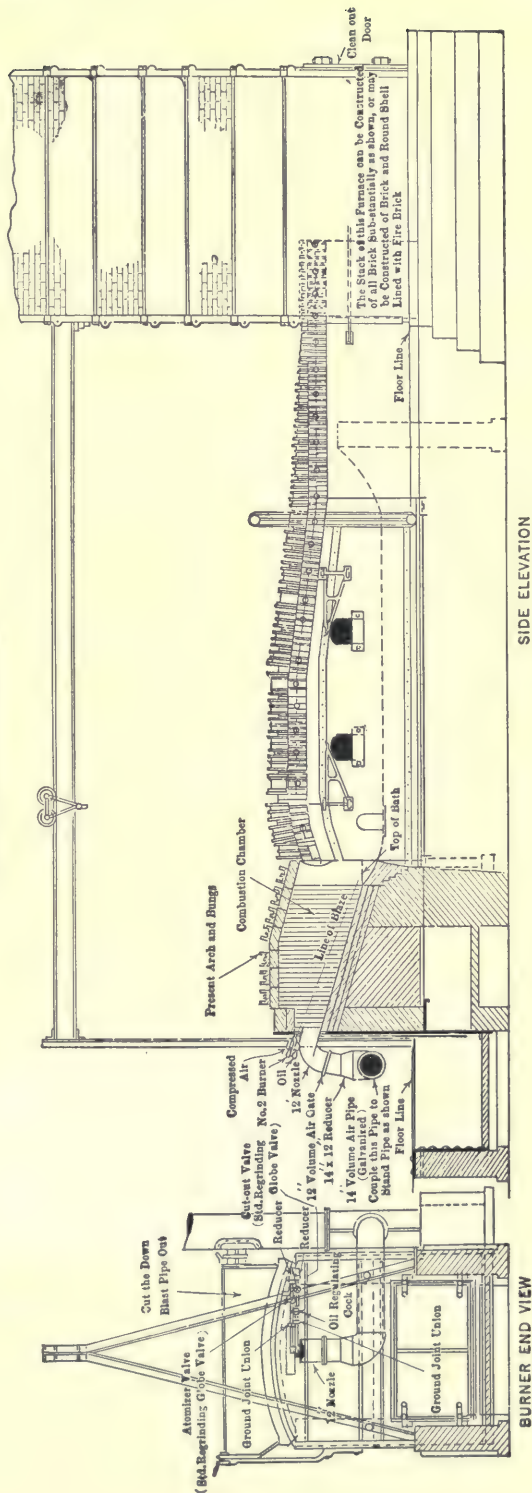 Clean out
Door
The Stack of this Furnace can be Constructed
of all Brick Sub-stantially as shown, or may
be Constructed of Brick and Round Shell
Lined with Fire Brick
Floor Line
SIDE ELEVATION
Top of Bath
Line of Blaze
Combustion Chamber
Present Arch and Bungs
Compressed
Air
No. 2 Burner
Oil
12" Nozzle
12" Volume Air Gate
14" x 12" Reducer
14" Volume Air Pipe
(Galvanized)
Couple this Pipe to
Stand Pipe as shown
Floor Line
Cut-out Valve
(Std. Regrinding Globe Valve)
Reducer
Reducer
Oil Regulating
Cock
Cut the Down
Blast Pipe Out
Atomizer Valve
(Std. Regrinding Globe Valve)
Ground Joint Union
12" Nozzle
Ground Joint Union
BURNER END VIEW